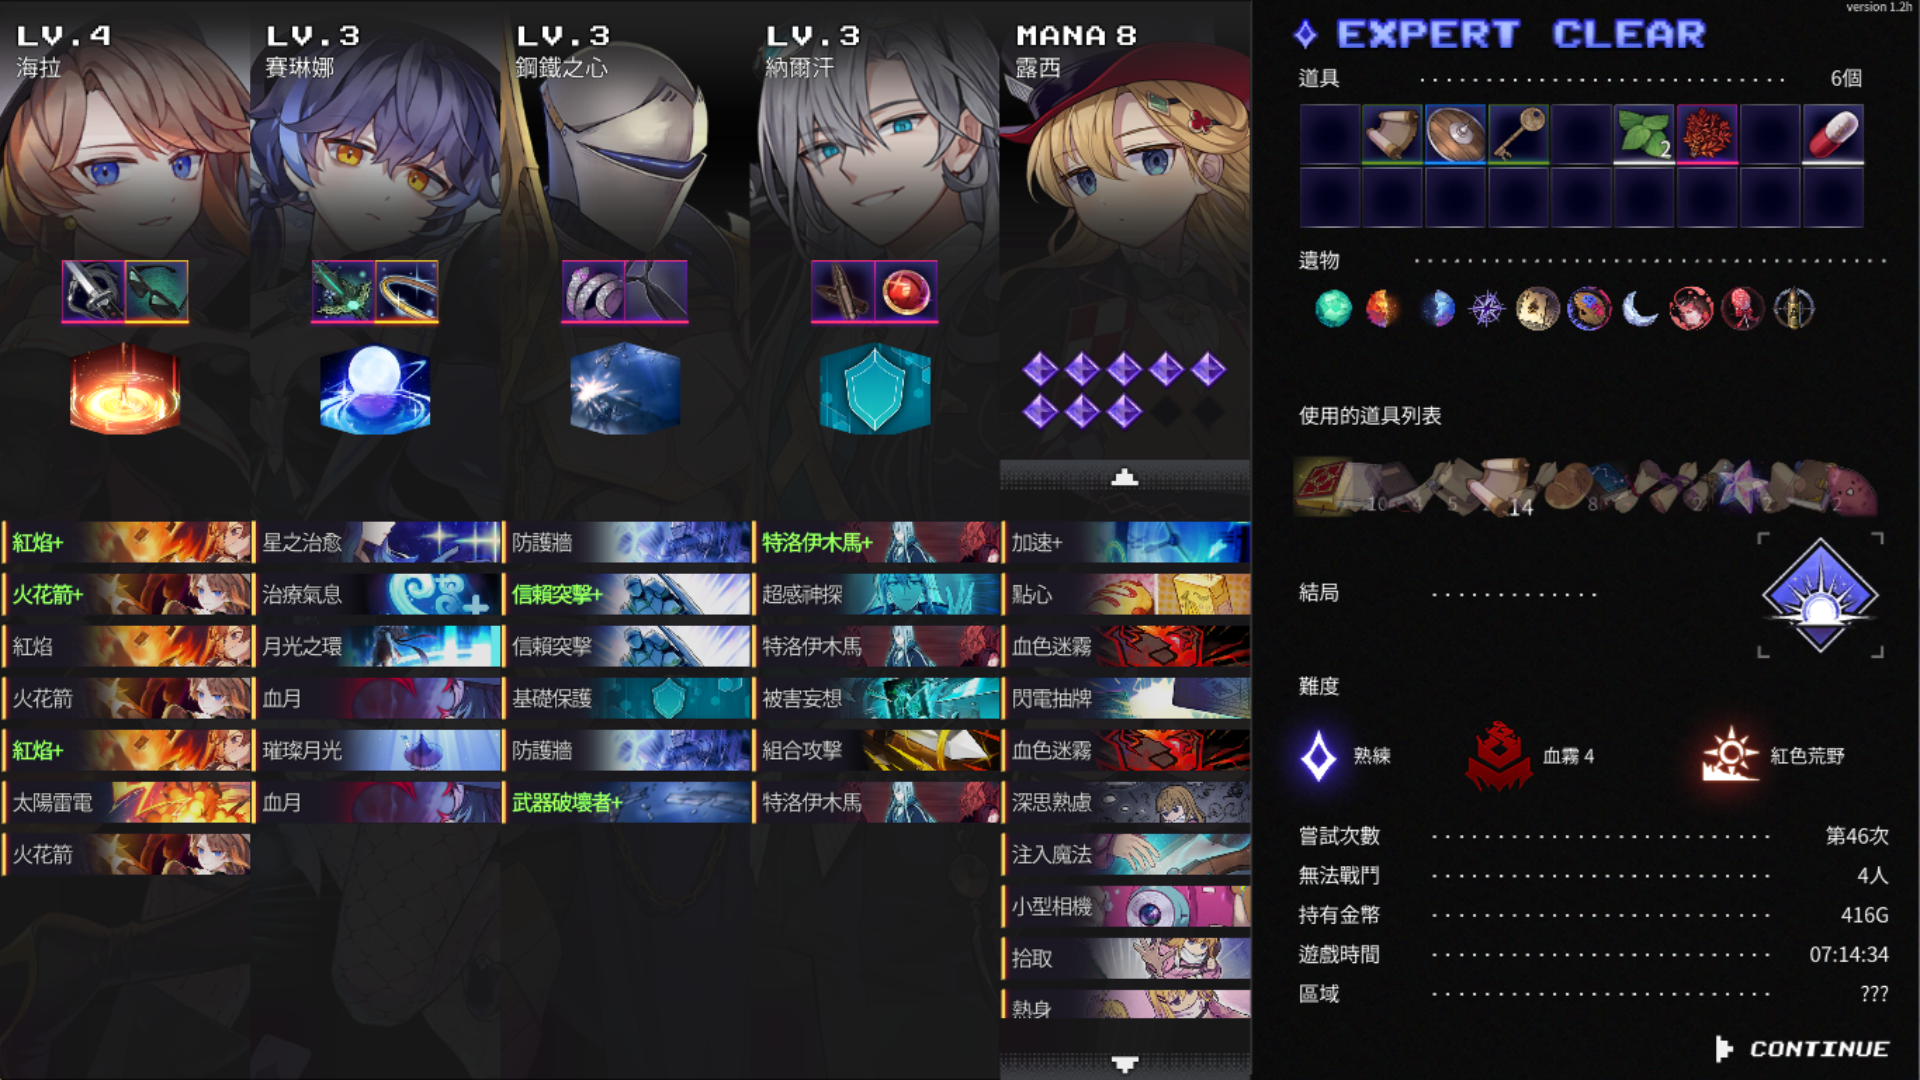 LV.4
海拉
LV.3
賽琳娜
LV.3
鋼鐵之心
LV.3
納爾汗
MANA 8
露西
紅焰+
火花箭+
紅焰
火花箭
紅焰+
太陽雷電
火花箭
星之治愈
治療氣息
月光之環
血月
璀璨月光
血月
防護牆
信賴突擊+
信賴突擊
基礎保護
防護牆
武器破壞者+
特洛伊木馬+
超感神探
特洛伊木馬
被害妄想
組合攻擊
特洛伊木馬
加速+
點心
血色迷霧
閃電抽牌
血色迷霧
深思熟慮
注入魔法
小型相機
拾取
熱身
version 1.2h
EXPERT CLEAR
道具 6個
2
遺物
使用的道具列表
10 4 5 14 8 2 2 2
結局
難度
熟練
血霧 4
紅色荒野
嘗試次數 第46次
無法戰鬥 4人
持有金幣 416G
遊戲時間 07:14:34
區域 ???
CONTINUE